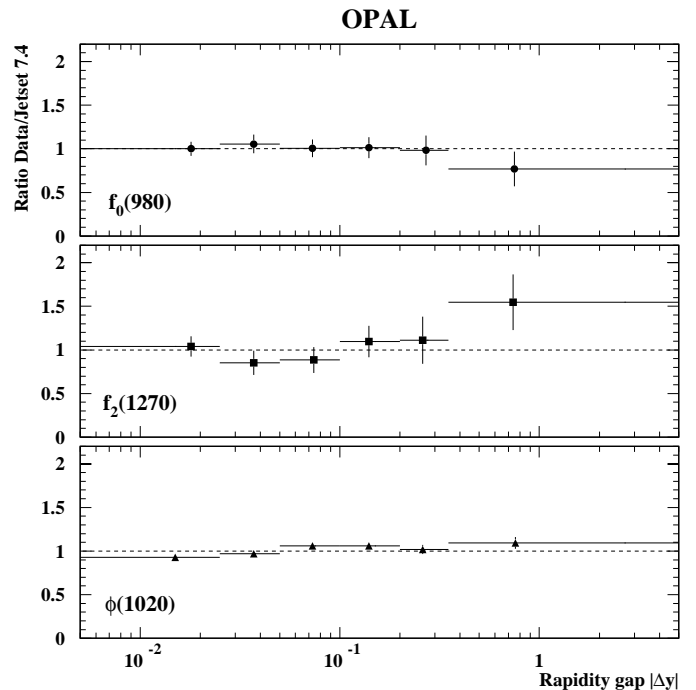 OPAL
Ratio Data/Jetset 7.4
2
1.5
1
0.5
0
f₀(980)
2
1.5
1
0.5
0
f₂(1270)
2
1.5
1
0.5
0
ϕ(1020)
10⁻² 10⁻¹ 1
Rapidity gap |Δy|